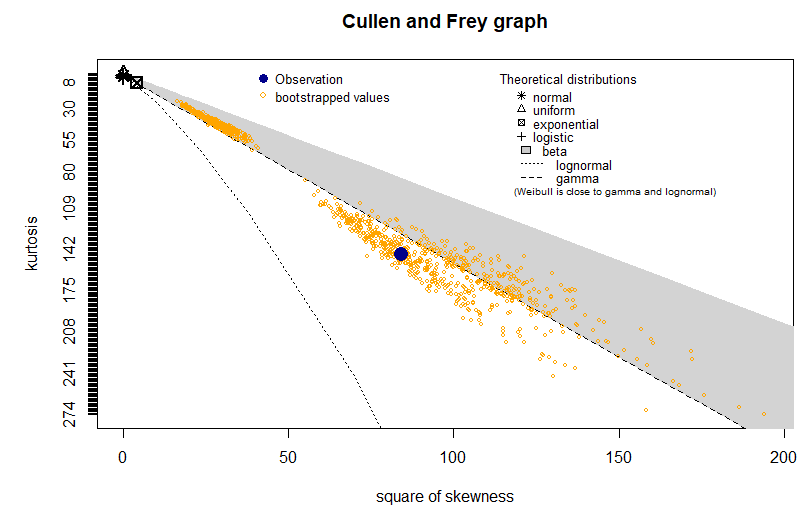 Cullen and Frey graph
Observation
bootstrapped values
Theoretical distributions
normal
uniform
exponential
logistic
beta
lognormal
gamma
(Weibull is close to gamma and lognormal)
kurtosis
8
30
55
80
109
142
175
208
241
274
0
50
100
150
200
square of skewness